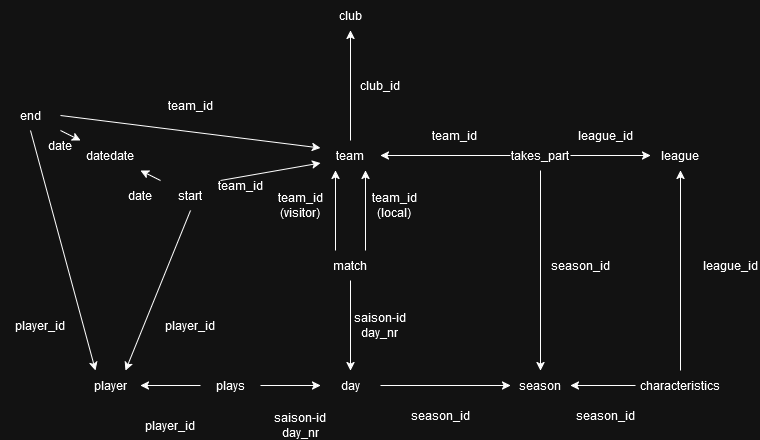 club
club_id
team_id
end
date
datedate
team_id
league_id
team
takes_part
league
date
start
team_id
team_id
(visitor)
team_id
(local)
match
season_id
league_id
player_id
player_id
saison-id
day_nr
player
plays
day
season
characteristics
player_id
saison-id
day_nr
season_id
season_id